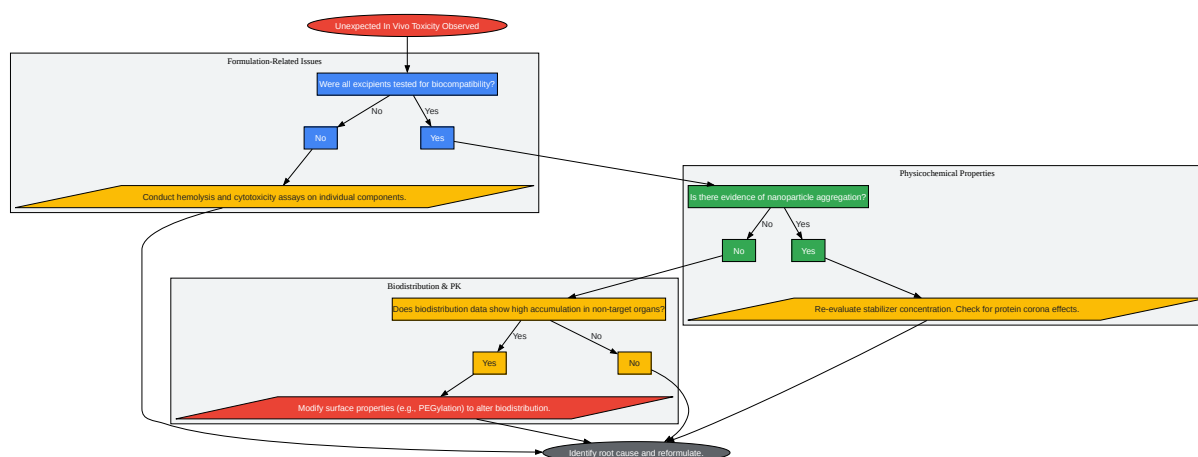 Unexpected In Vivo Toxicity Observed
Formulation-Related Issues
Were all excipients tested for biocompatibility?
No
Yes
No
Yes
Conduct hemolysis and cytotoxicity assays on individual components.
Physicochemical Properties
Is there evidence of nanoparticle aggregation?
No
Yes
No
Yes
Re-evaluate stabilizer concentration. Check for protein corona effects.
Biodistribution & PK
Does biodistribution data show high accumulation in non-target organs?
Yes
No
Yes
No
Modify surface properties (e.g., PEGylation) to alter biodistribution.
Identify root cause and reformulate.